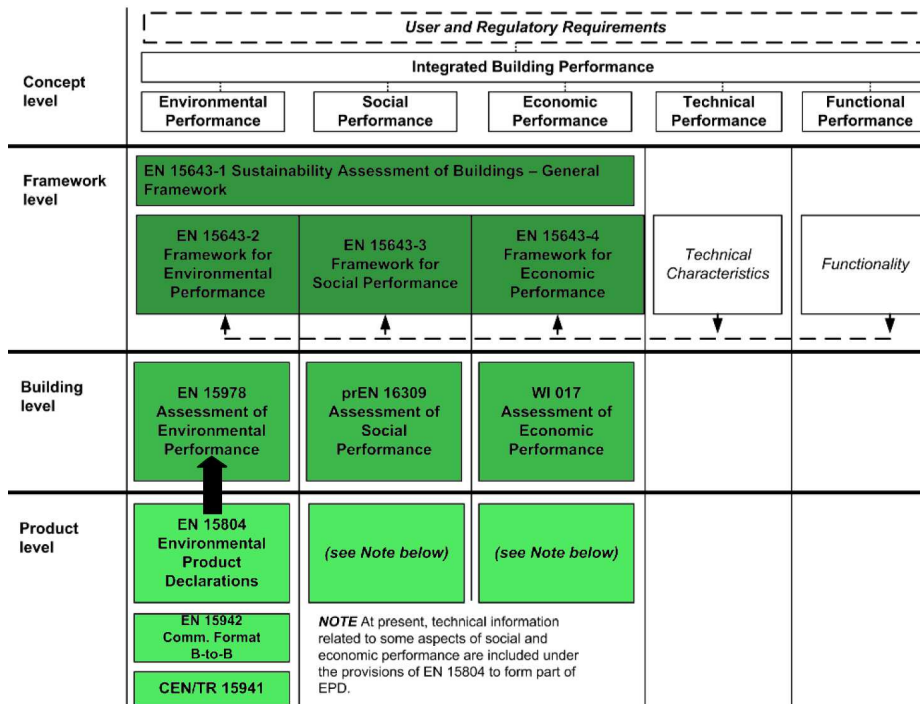 User and Regulatory Requirements
Concept
level
Integrated Building Performance
Environmental
Performance
Social
Performance
Economic
Performance
Technical
Performance
Functional
Performance
Framework
level
EN 15643-1 Sustainability Assessment of Buildings – General
Framework
EN 15643-2
Framework for
Environmental
Performance
EN 15643-3
Framework for
Social Performance
EN 15643-4
Framework for
Economic
Performance
Technical
Characteristics
Functionality
Building
level
EN 15978
Assessment of
Environmental
Performance
prEN 16309
Assessment of
Social
Performance
WI 017
Assessment of
Economic
Performance
Product
level
EN 15804
Environmental
Product
Declarations
(see Note below)
(see Note below)
EN 15942
Comm. Format
B-to-B
CEN/TR 15941
NOTE At present, technical information
related to some aspects of social and
economic performance are included under
the provisions of EN 15804 to form part of
EPD.